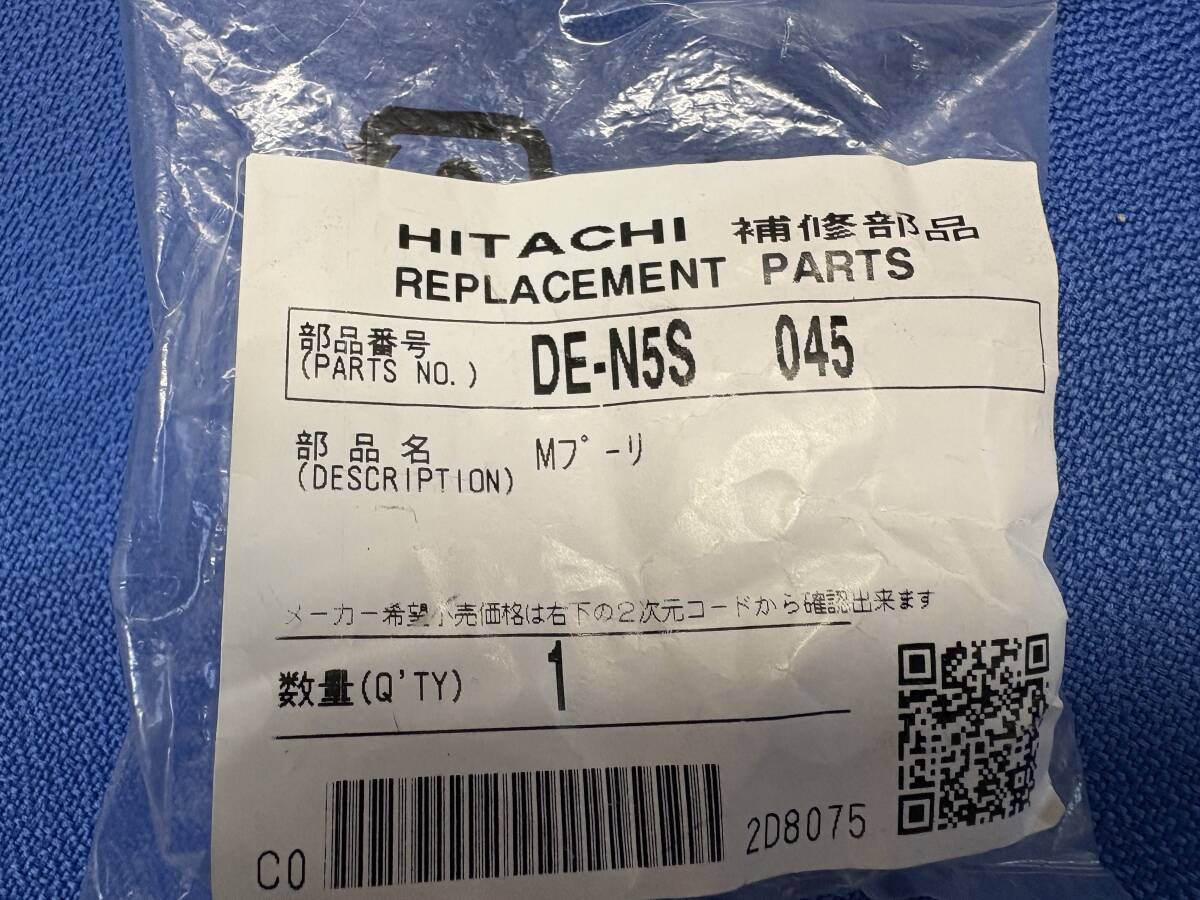 HITACHI 補修部品
REPLACEMENT PARTS
部品番号
(PARTS NO.)
DE-N5S 045
部品名
(DESCRIPTION)
Mプーリ
メーカー希望小売価格は右下の2次元コードから確認出来ます
数量(Q'TY) 1
C0
2D8075